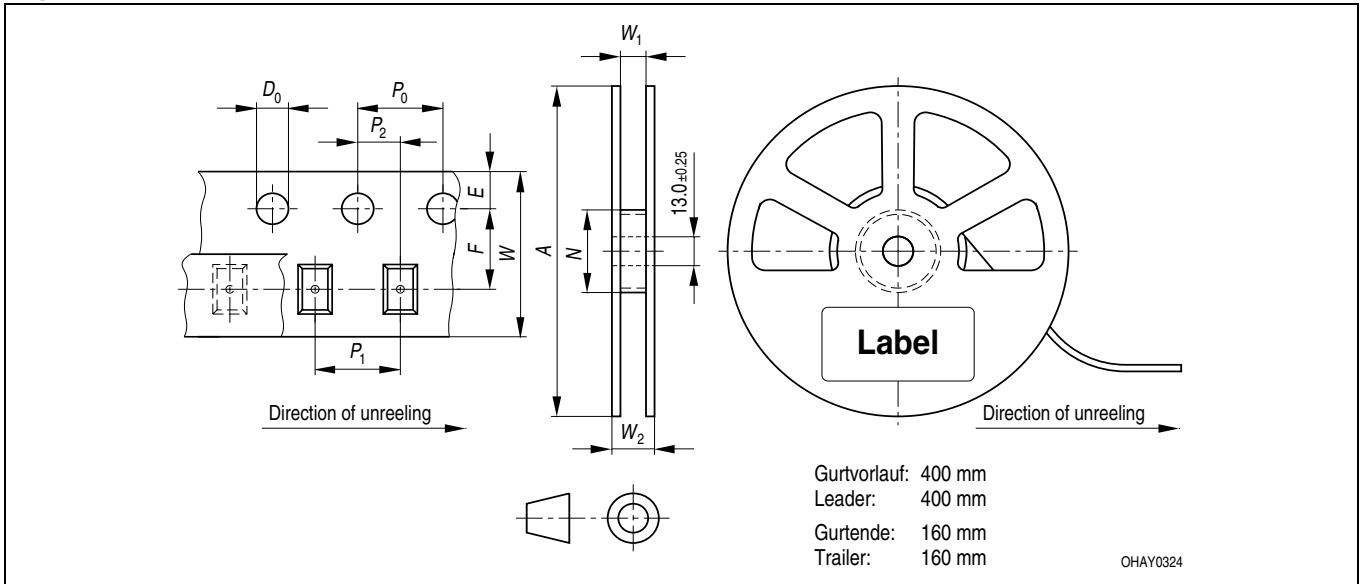 W1
D0
P0
P2
E
F
W
A
N
13.0±0.25
P1
W2
Label
Direction of unreeling
Direction of unreeling
Gurtvorlauf: 400 mm
Leader: 400 mm
Gurtende: 160 mm
Trailer: 160 mm
OHAY0324